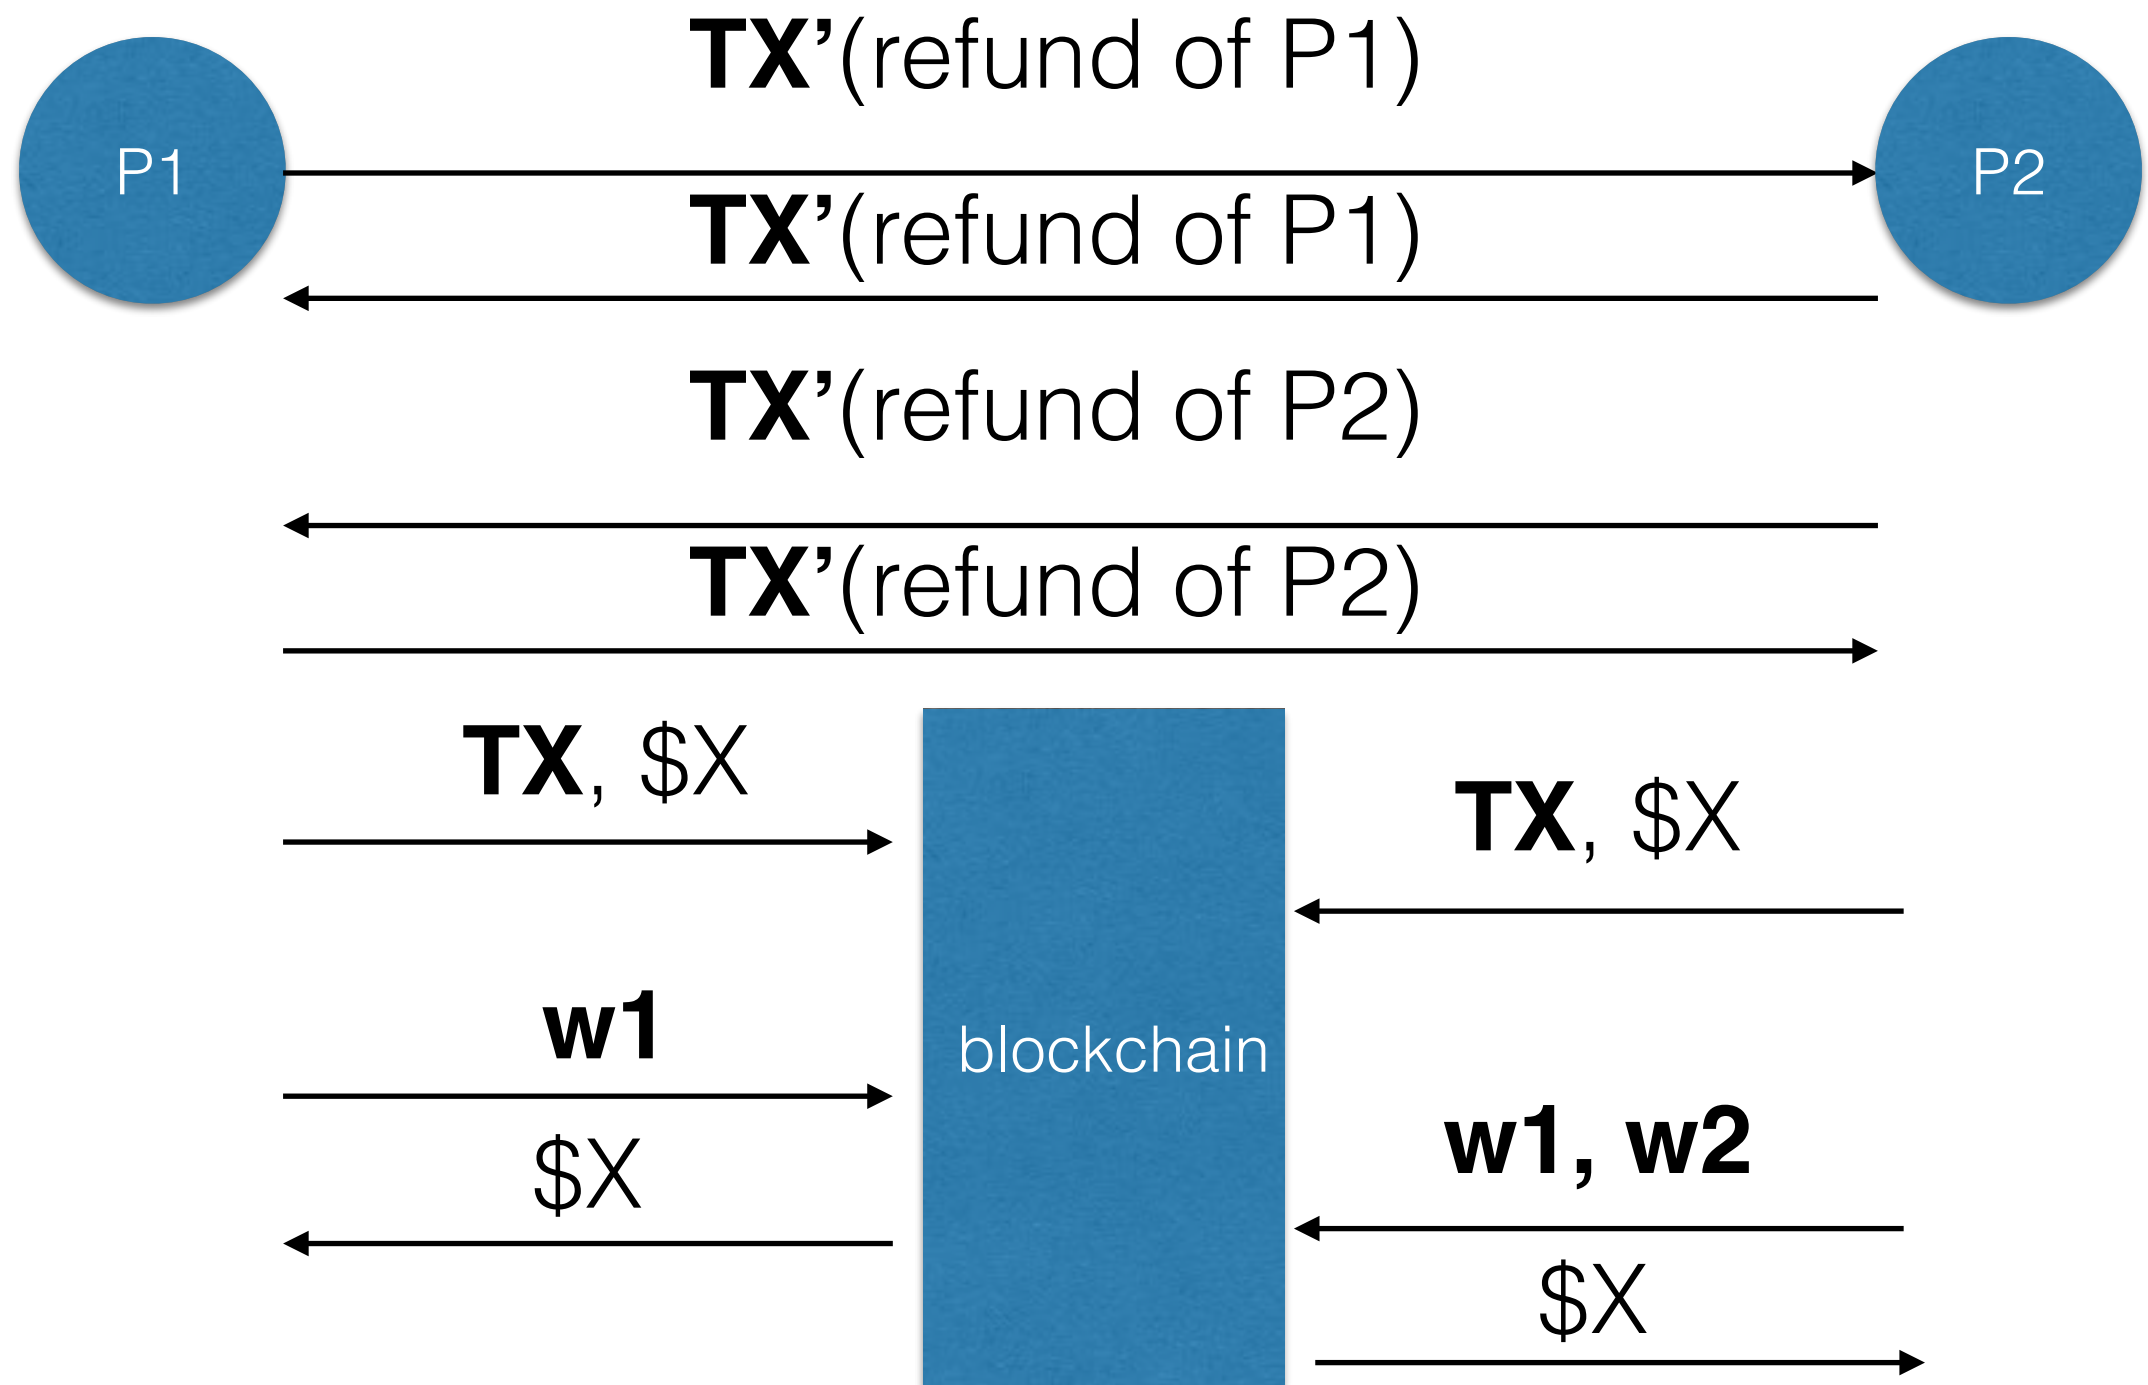 TX’(refund of P1)
P1
P2
TX’(refund of P1)
TX’(refund of P2)
TX’(refund of P2)
TX, $X
TX, $X
w1
blockchain
w1, w2
$X
$X